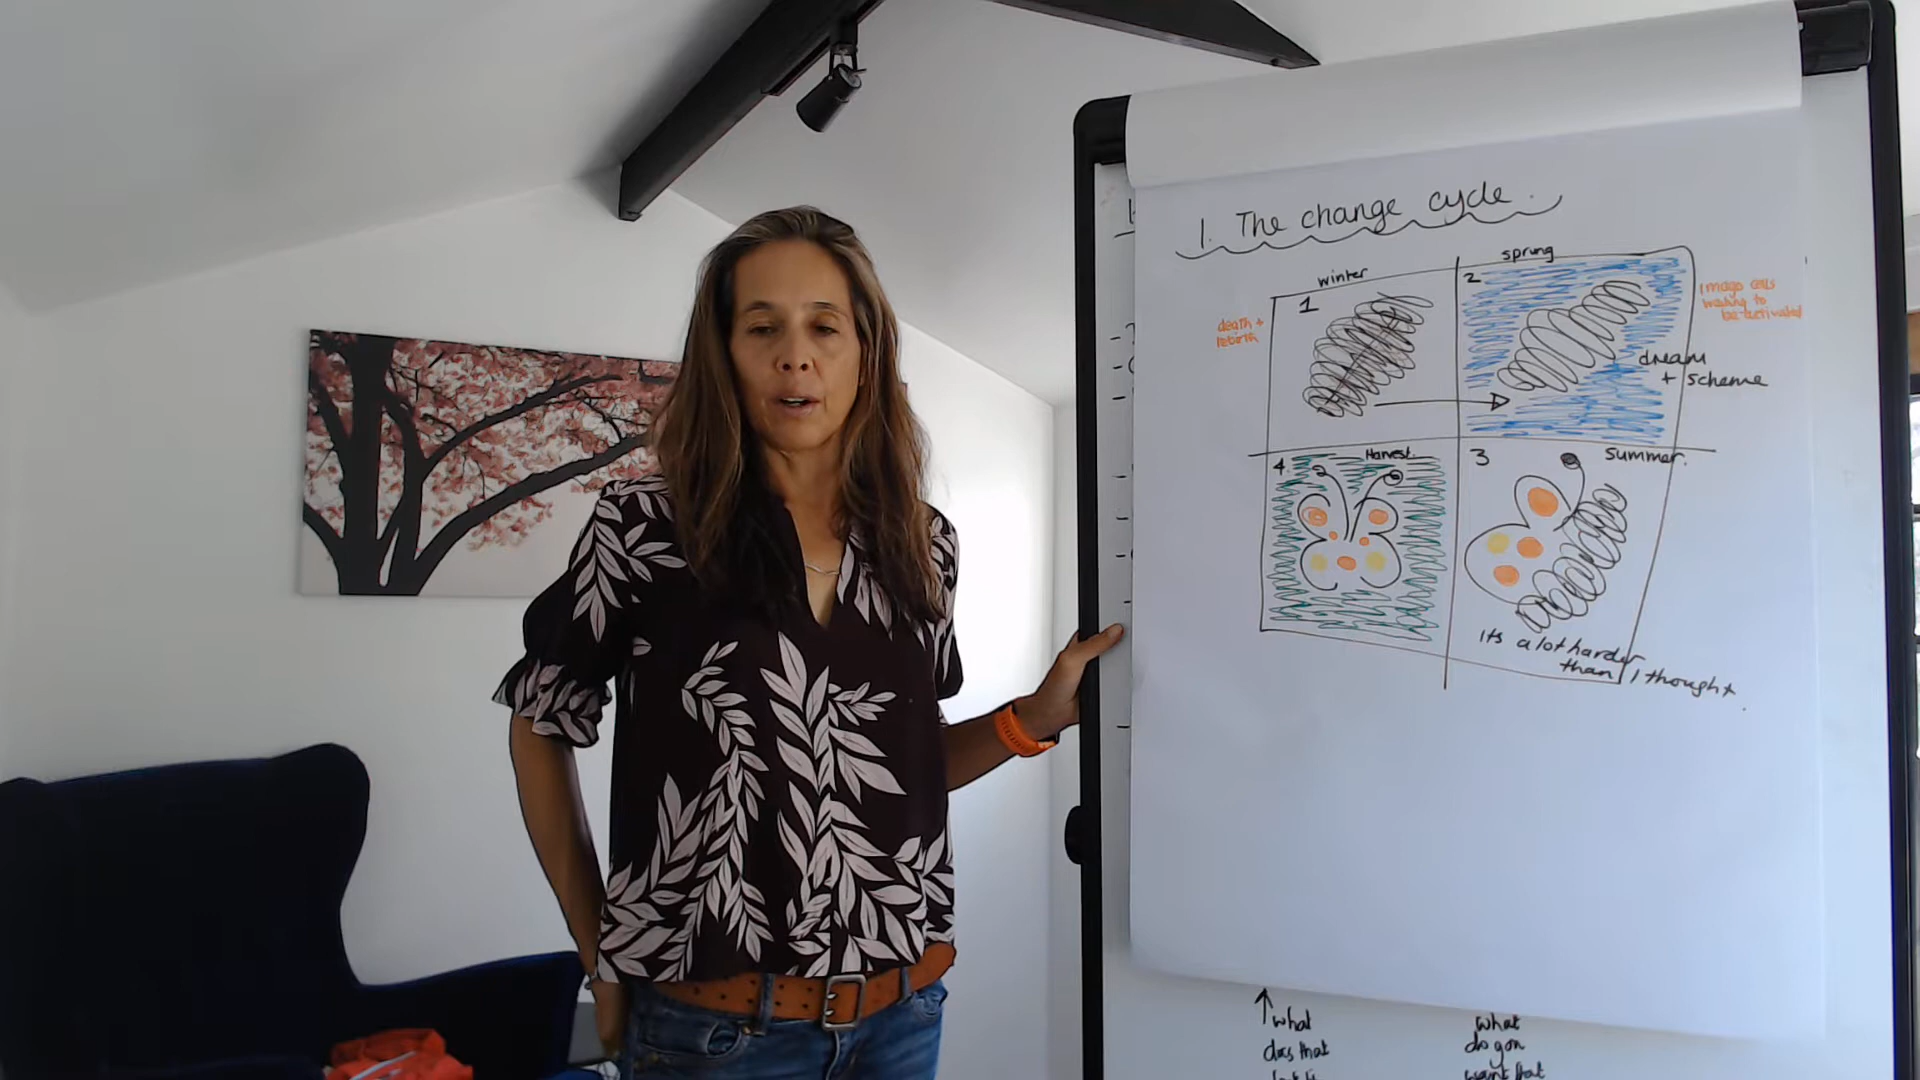 1. The change cycle.
winter
spring
1
2
death +
rebirth
imago cells
waiting to
be activated
dream
+ scheme
4.
Harvest.
3
Summer.
its a lot harder
than I thought.
what
does that
what
do you
want that